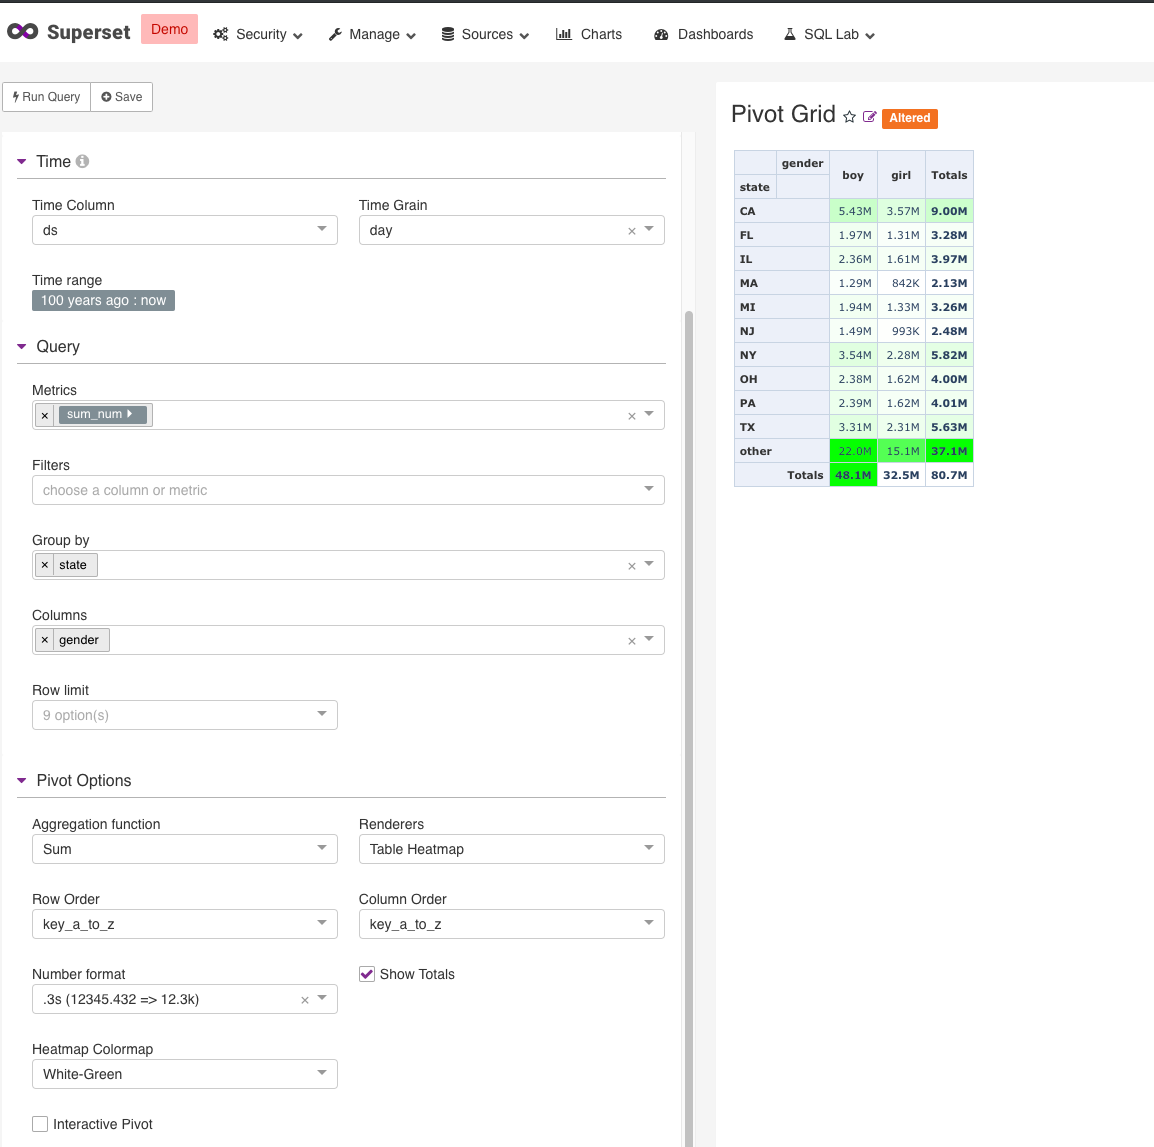 Superset Demo Security Manage Sources Charts Dashboards SQL Lab
Run Query Save
Time
Time Column Time Grain
ds day
Time range
100 years ago : now
Query
Metrics
× sum_num ×
Filters
choose a column or metric
Group by
× state ×
Columns
× gender ×
Row limit
9 option(s)
Pivot Options
Aggregation function Renderers
Sum Table Heatmap
Row Order Column Order
key_a_to_z key_a_to_z
Number format Show Totals
.3s (12345.432 => 12.3k) ×
Heatmap Colormap
White-Green
Interactive Pivot
Pivot Grid Altered
gender boy girl Totals
state
CA 5.43M 3.57M 9.00M
FL 1.97M 1.31M 3.28M
IL 2.36M 1.61M 3.97M
MA 1.29M 842K 2.13M
MI 1.94M 1.33M 3.26M
NJ 1.49M 993K 2.48M
NY 3.54M 2.28M 5.82M
OH 2.38M 1.62M 4.00M
PA 2.39M 1.62M 4.01M
TX 3.31M 2.31M 5.63M
other 22.0M 15.1M 37.1M
Totals 48.1M 32.5M 80.7M